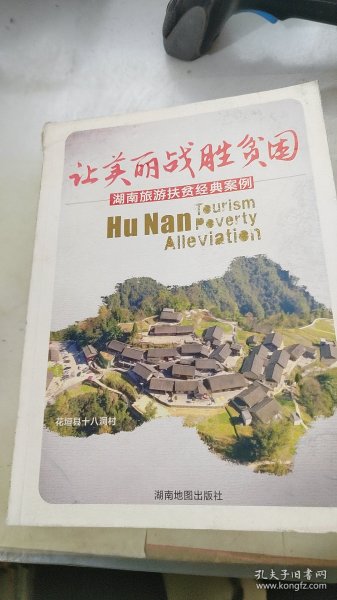 让美丽战胜贫困
湖南旅游扶贫经典案例
Hu Nan Tourism
Poverty
Alleviation
花垣县十八洞村
湖南地图出版社
孔夫子旧书网
www.kongfz.com